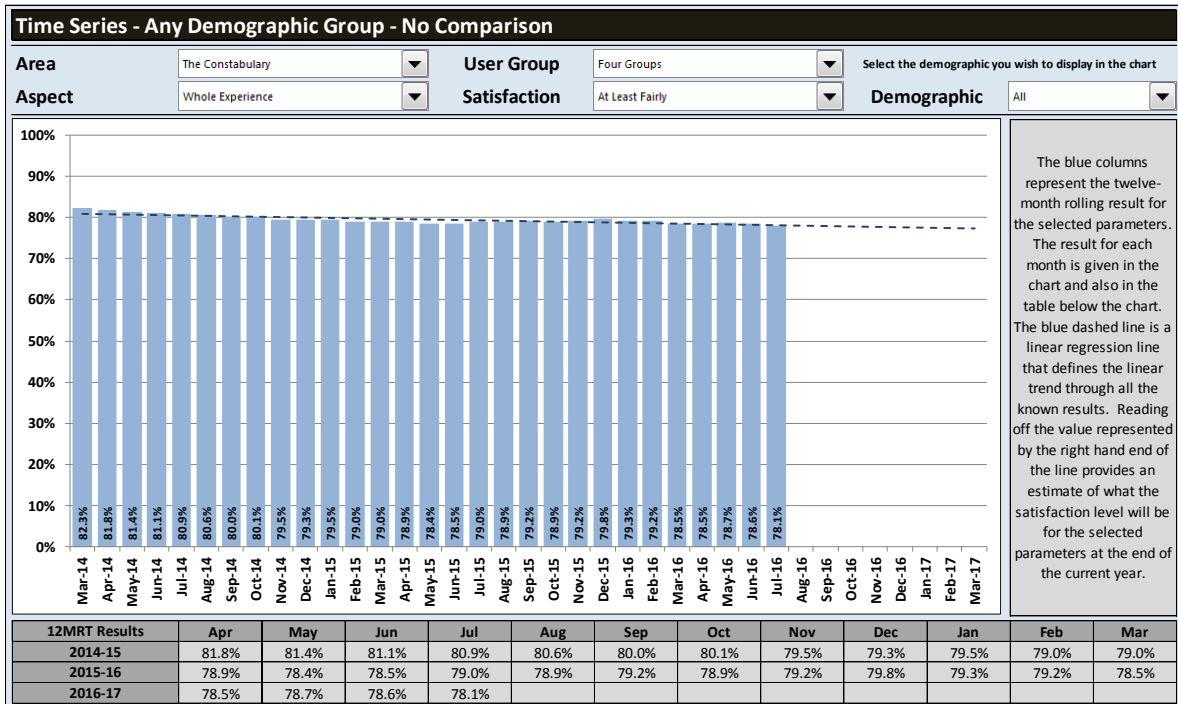 Time Series - Any Demographic Group - No Comparison
Area The Constabulary User Group Four Groups Select the demographic you wish to display in the chart
Aspect Whole Experience Satisfaction At Least Fairly Demographic All
100%
90%
80%
70%
60%
50%
40%
30%
20%
10%
0%
82.3% 81.8% 81.4% 81.1% 80.9% 80.6% 80.0% 80.1% 79.5% 79.3% 79.5% 79.0% 79.0% 78.9% 78.4% 78.5% 79.0% 78.9% 79.2% 78.9% 79.2% 79.8% 79.3% 79.2% 78.5% 78.5% 78.7% 78.6% 78.1%
Mar-14 Apr-14 May-14 Jun-14 Jul-14 Aug-14 Sep-14 Oct-14 Nov-14 Dec-14 Jan-15 Feb-15 Mar-15 Apr-15 May-15 Jun-15 Jul-15 Aug-15 Sep-15 Oct-15 Nov-15 Dec-15 Jan-16 Feb-16 Mar-16 Apr-16 May-16 Jun-16 Jul-16 Aug-16 Sep-16 Oct-16 Nov-16 Dec-16 Jan-17 Feb-17 Mar-17
The blue columns
represent the twelve-
month rolling result for
the selected parameters.
The result for each
month is given in the
chart and also in the
table below the chart.
The blue dashed line is a
linear regression line
that defines the linear
trend through all the
known results. Reading
off the value represented
by the right hand end of
the line provides an
estimate of what the
satisfaction level will be
for the selected
parameters at the end of
the current year.
12MRT Results Apr May Jun Jul Aug Sep Oct Nov Dec Jan Feb Mar
2014-15 81.8% 81.4% 81.1% 80.9% 80.6% 80.0% 80.1% 79.5% 79.3% 79.5% 79.0% 79.0%
2015-16 78.9% 78.4% 78.5% 79.0% 78.9% 79.2% 78.9% 79.2% 79.8% 79.3% 79.2% 78.5%
2016-17 78.5% 78.7% 78.6% 78.1%